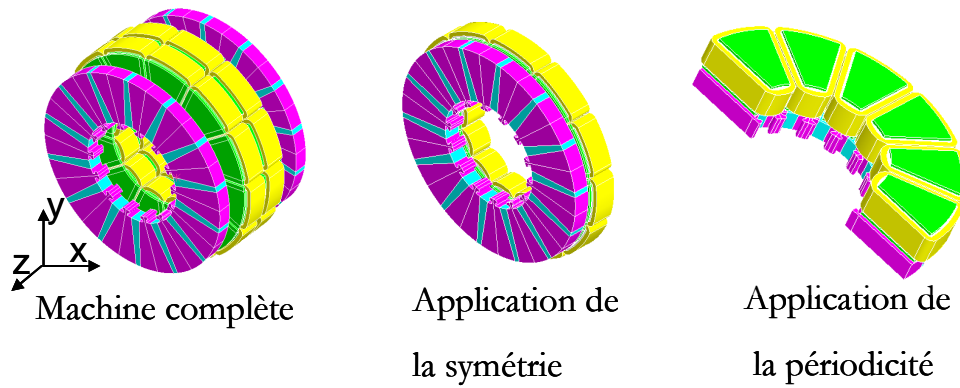 y
x
z
Machine complète
Application de
la symétrie
Application de
la périodicité